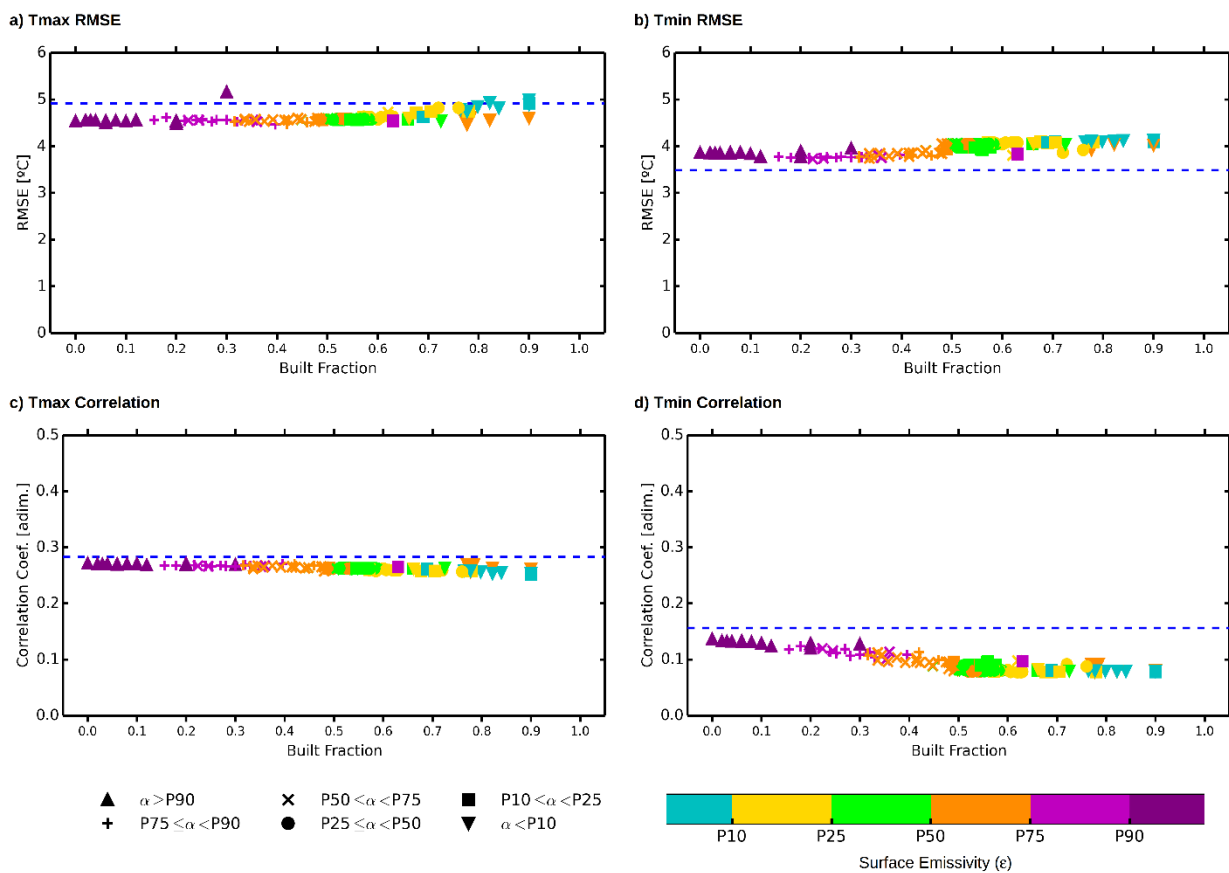 a) Tmax RMSE
b) Tmin RMSE
6
5
4
3
2
1
0
RMSE [ºC]
0.0 0.1 0.2 0.3 0.4 0.5 0.6 0.7 0.8 0.9 1.0
Built Fraction
6
5
4
3
2
1
0
RMSE [ºC]
0.0 0.1 0.2 0.3 0.4 0.5 0.6 0.7 0.8 0.9 1.0
Built Fraction
c) Tmax Correlation
d) Tmin Correlation
0.5
0.4
0.3
0.2
0.1
0.0
Correlation Coef. [adim.]
0.0 0.1 0.2 0.3 0.4 0.5 0.6 0.7 0.8 0.9 1.0
Built Fraction
0.5
0.4
0.3
0.2
0.1
0.0
Correlation Coef. [adim.]
0.0 0.1 0.2 0.3 0.4 0.5 0.6 0.7 0.8 0.9 1.0
Built Fraction
α>P90
P50<α<P75
P10<α<P25
P75≤α<P90
P25≤α<P50
α<P10
P10 P25 P50 P75 P90
Surface Emissivity (ε)